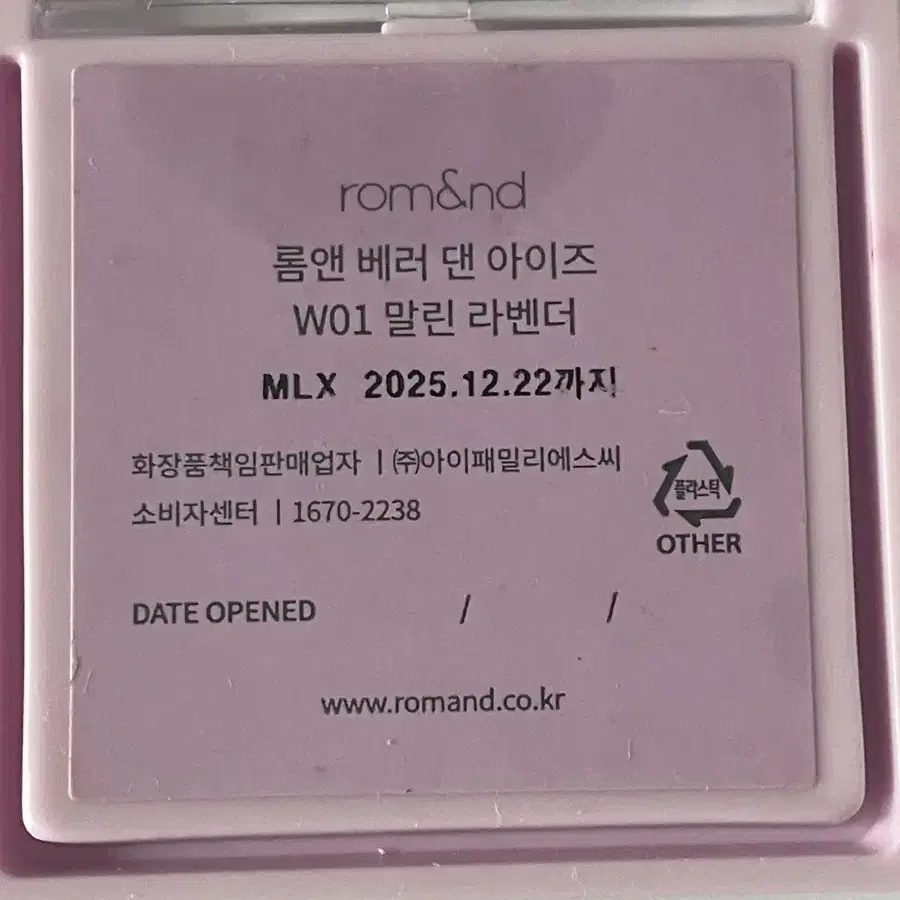 rom&nd
롬앤 베러 댄 아이즈
W01 말린 라벤더
MLX 2025.12.22까지
화장품책임판매업자 | ㈜아이패밀리에스씨
소비자센터 | 1670-2238
플라스틱
OTHER
DATE OPENED / /
www.romand.co.kr